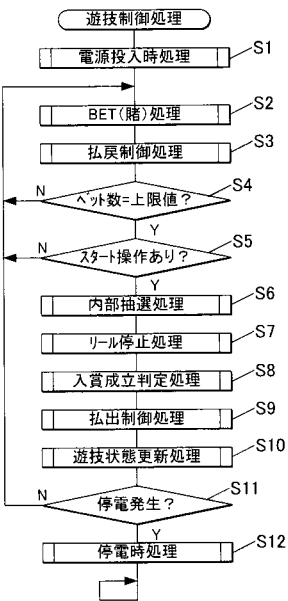 遊技制御処理
電源投入時処理 S1
BET(賭)処理 S2
払戻制御処理 S3
ベット数=上限値? S4
N
Y
スタート操作あり? S5
N
Y
内部抽選処理 S6
リール停止処理 S7
入賞成立判定処理 S8
払出制御処理 S9
遊技状態更新処理 S10
停電発生? S11
N
Y
停電時処理 S12